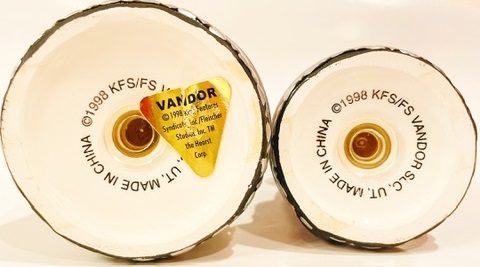 ©1998 KFS/FS V
, UT. MADE IN CHINA
VANDOR
©1998 King Features
Syndicate, Inc./Fleischer
Studios, Inc. TM
the Hearst
Corp.
©1998 KFS/FS VANDOR SLC, UT. MADE IN CHINA